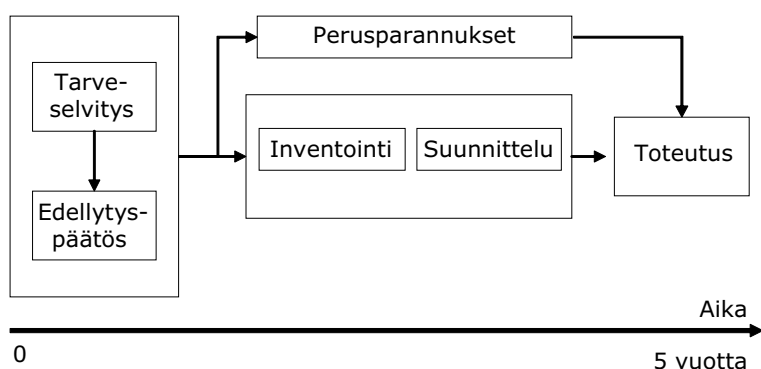 Perusparannukset
Tarve-
selvitys
Inventointi
Suunnittelu
Toteutus
Edellytys-
päätös
Aika
0
5 vuotta